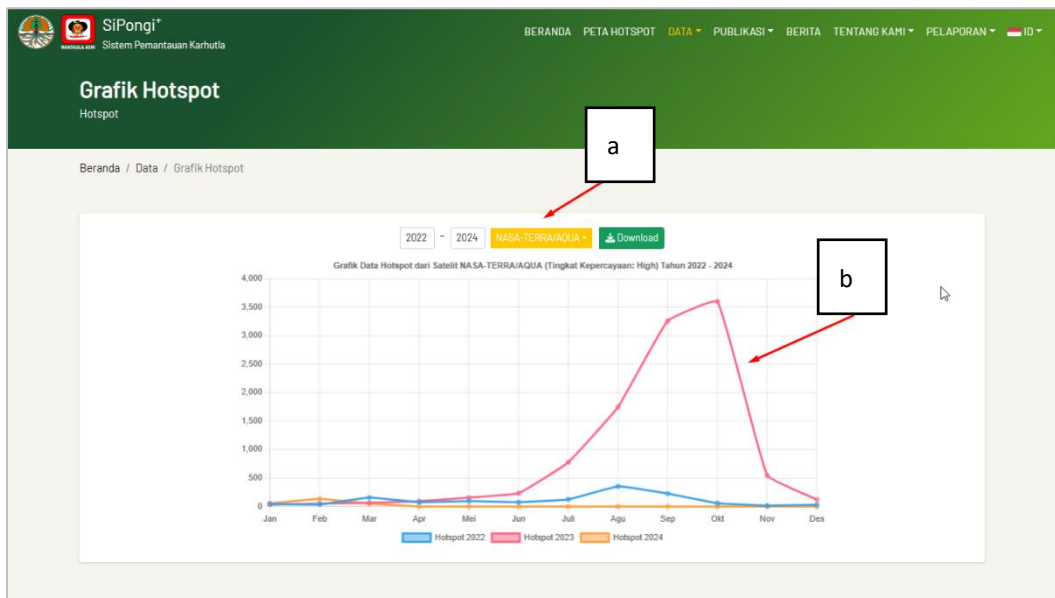 SiPongi+
Sistem Pemantauan Karhutla
MANGGALA AGNI
BERANDA PETA HOTSPOT DATA PUBLIKASI BERITA TENTANG KAMI PELAPORAN ID
Grafik Hotspot
Hotspot
a
Beranda / Data / Grafik Hotspot
2022 - 2024 NASA-TERRA/AQUA Download
Grafik Data Hotspot dari Satelit NASA-TERRA/AQUA (Tingkat Kepercayaan: High) Tahun 2022 - 2024
b
4,000
3,500
3,000
2,500
2,000
1,500
1,000
500
0
Jan Feb Mar Apr Mei Jun Juli Agu Sep Okt Nov Des
Hotspot 2022 Hotspot 2023 Hotspot 2024